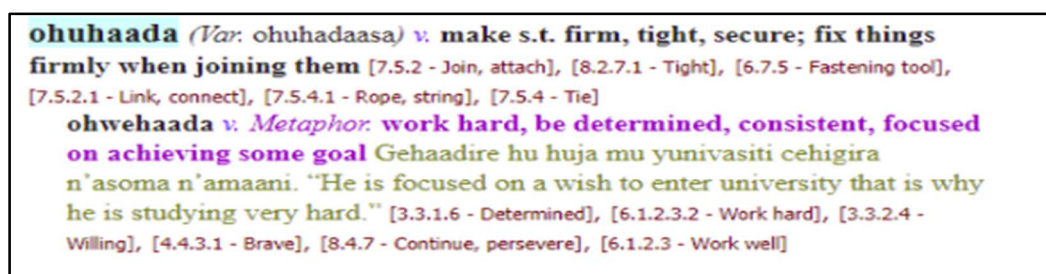 ohuhaada (Var. ohuhadaasa) v. make s.t. firm, tight, secure; fix things
firmly when joining them [7.5.2 - Join, attach], [8.2.7.1 - Tight], [6.7.5 - Fastening tool],
[7.5.2.1 - Link, connect], [7.5.4.1 - Rope, string], [7.5.4 - Tie]
ohwehaada v. Metaphor. work hard, be determined, consistent, focused
on achieving some goal Gehaadire hu huja mu yunivasiti cehigira
n'asoma n'amaani. “He is focused on a wish to enter university that is why
he is studying very hard.” [3.3.1.6 - Determined], [6.1.2.3.2 - Work hard], [3.3.2.4 -
Willing], [4.4.3.1 - Brave], [8.4.7 - Continue, persevere], [6.1.2.3 - Work well]